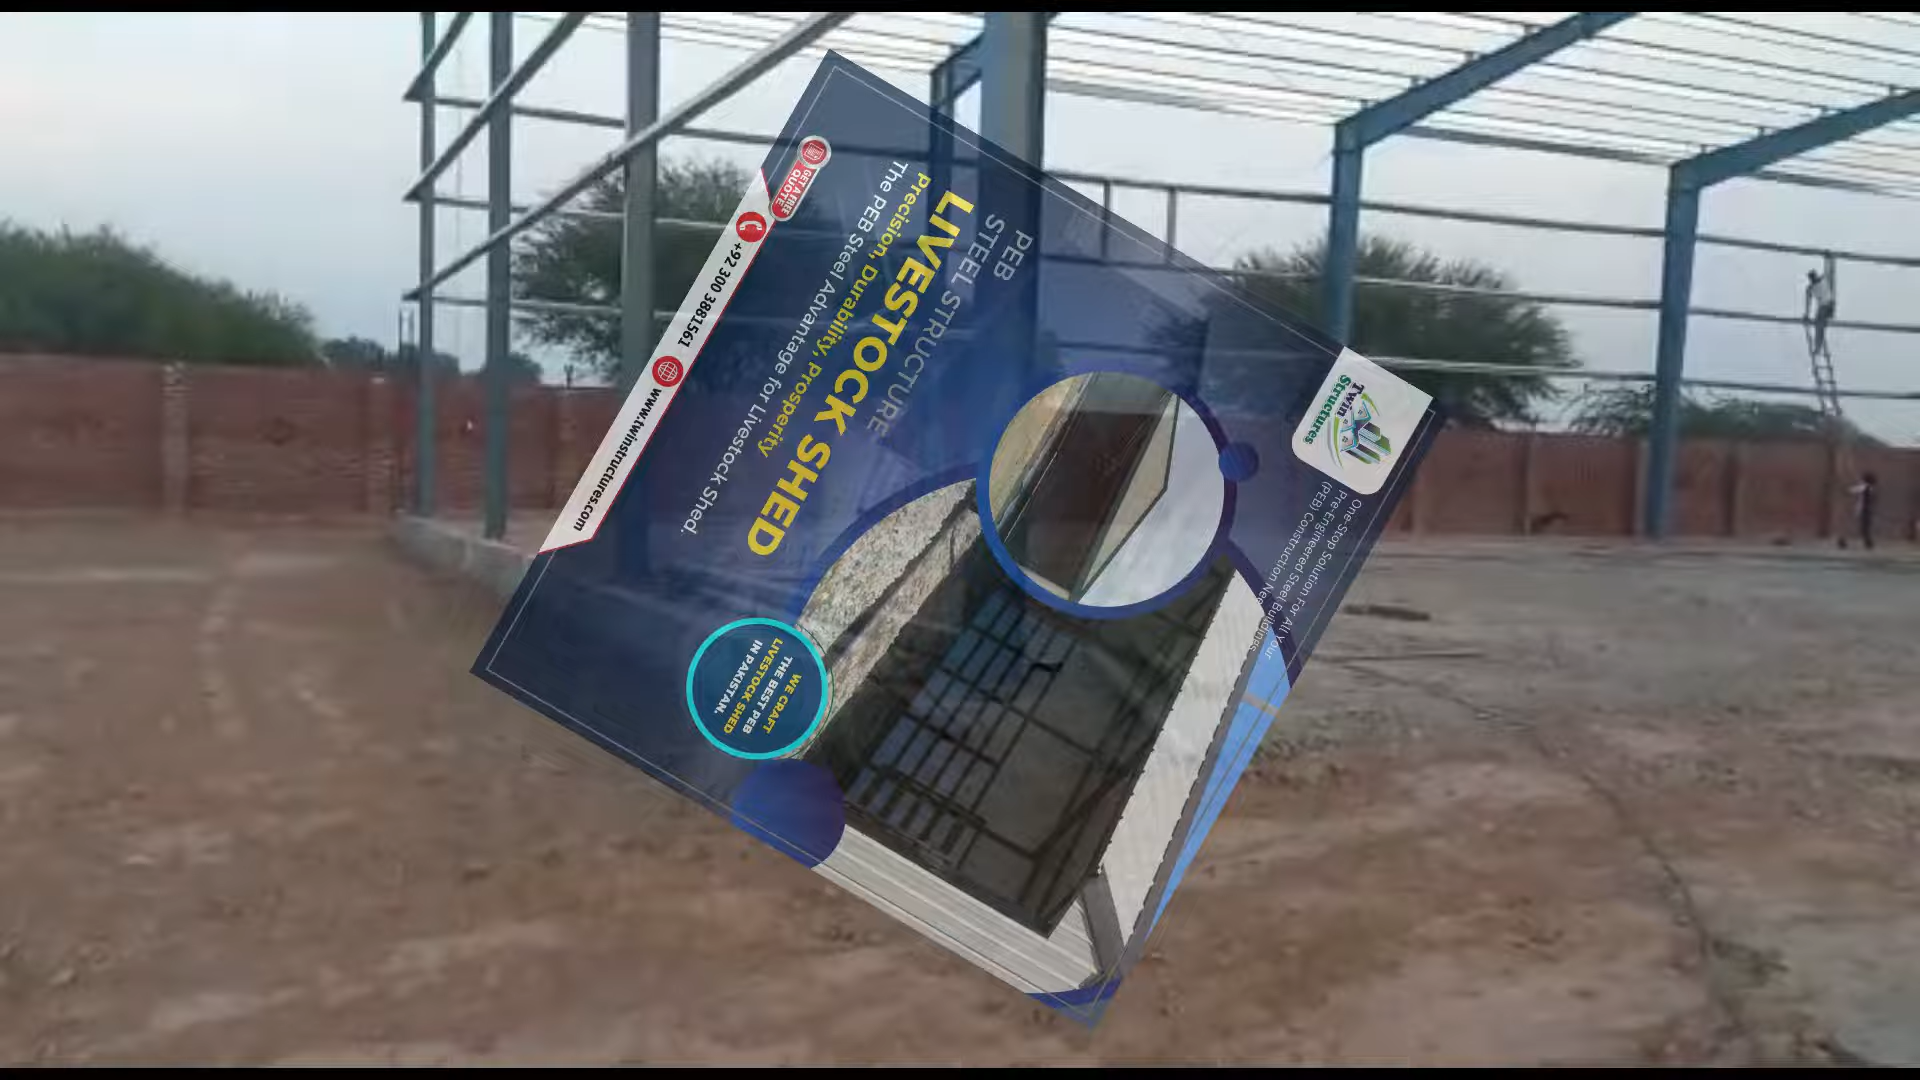 Twin
Structures
One-Stop Solution For All Your
Pre-Engineered Steel Buildings
(PEB) Construction Needs
PEB
STEEL STRUCTURE
LIVESTOCK SHED
Precision, Durability, Prosperity
The PEB Steel Advantage for Livestock Shed.
WE CRAFT
THE BEST PEB
LIVESTOCK SHED
IN PAKISTAN.
GET A FREE
QUOTE
+92 300 3881561
www.twinstructures.com